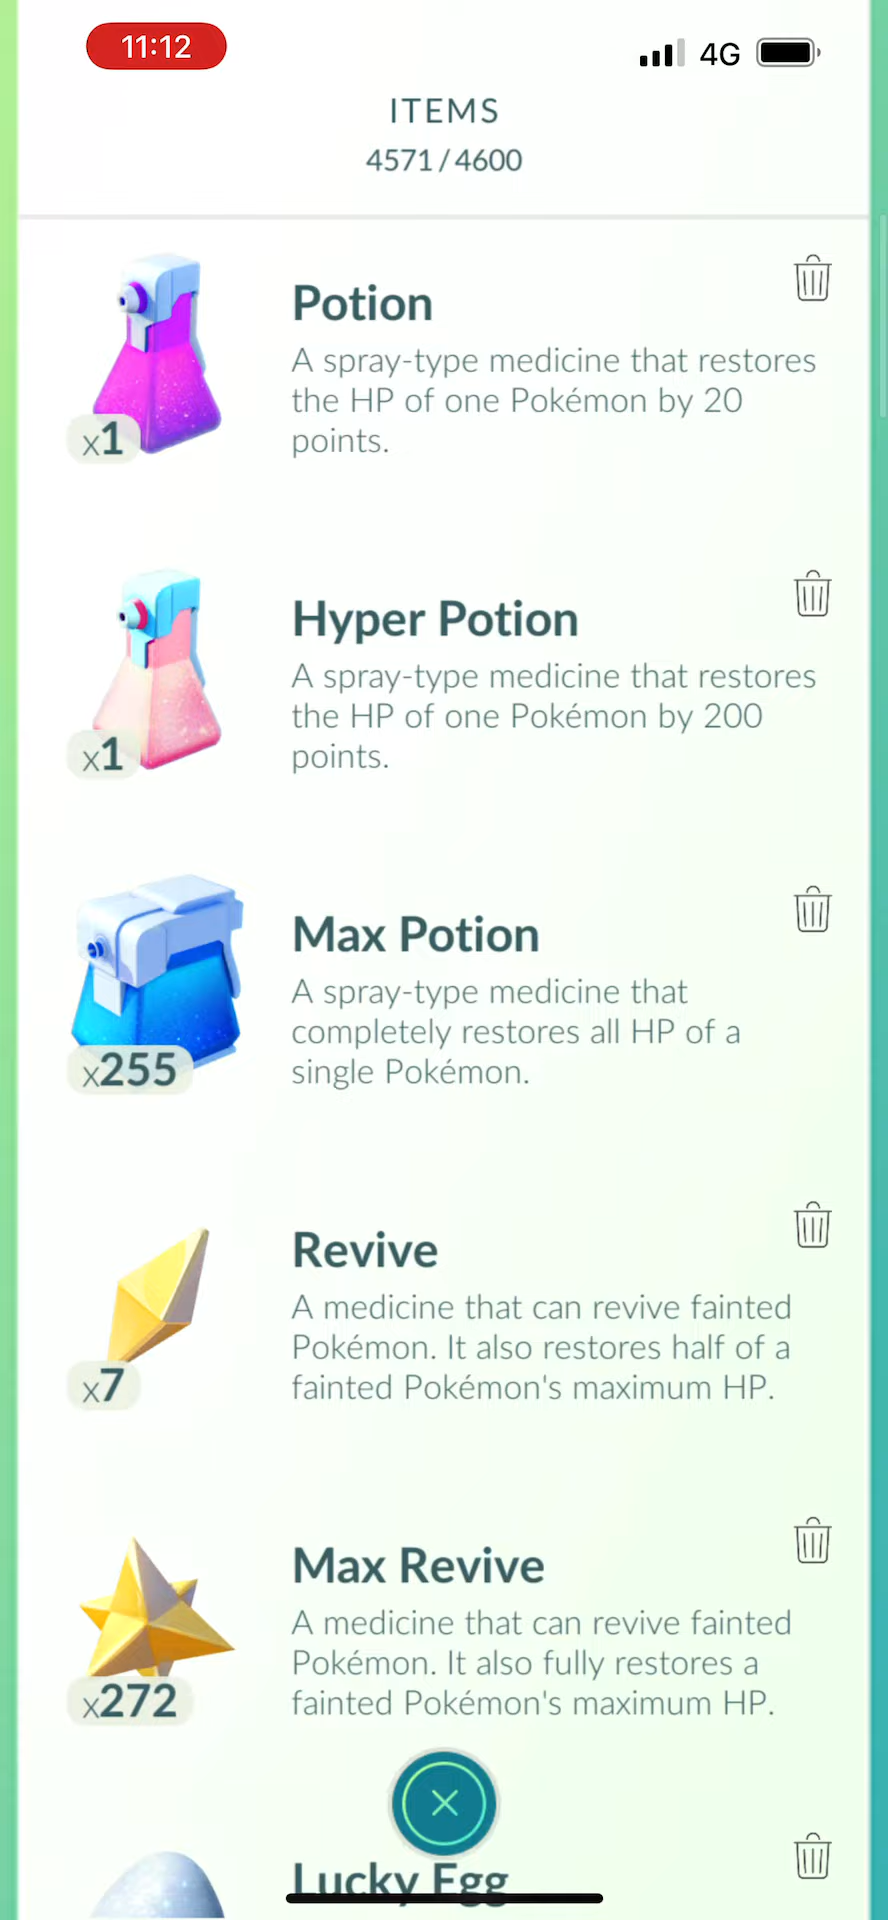 11:12
4G
ITEMS
4571 / 4600
Potion
A spray-type medicine that restores
the HP of one Pokémon by 20
points.
x1
Hyper Potion
A spray-type medicine that restores
the HP of one Pokémon by 200
points.
x1
Max Potion
A spray-type medicine that
completely restores all HP of a
single Pokémon.
x255
Revive
A medicine that can revive fainted
Pokémon. It also restores half of a
fainted Pokémon's maximum HP.
x7
Max Revive
A medicine that can revive fainted
Pokémon. It also fully restores a
fainted Pokémon's maximum HP.
x272
Lucky Egg